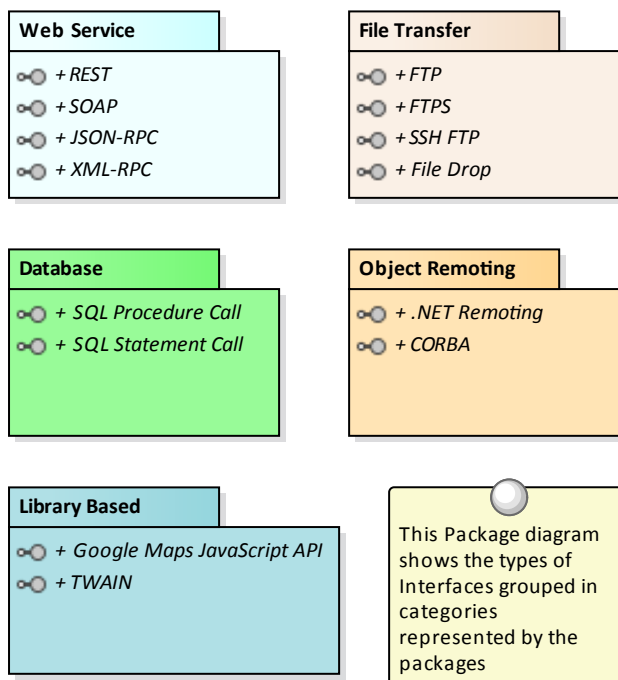 Web Service
+ REST
+ SOAP
+ JSON-RPC
+ XML-RPC
File Transfer
+ FTP
+ FTPS
+ SSH FTP
+ File Drop
Database
+ SQL Procedure Call
+ SQL Statement Call
Object Remoting
+ .NET Remoting
+ CORBA
Library Based
+ Google Maps JavaScript API
+ TWAIN
This Package diagram
shows the types of
Interfaces grouped in
categories
represented by the
packages